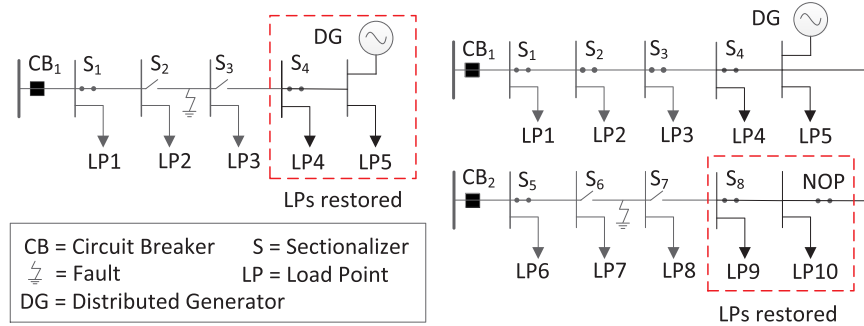 DG
CB1 S1 S2 S3 S4
LP1 LP2 LP3 LP4 LP5
LPs restored
CB = Circuit Breaker S = Sectionalizer
= Fault LP = Load Point
DG = Distributed Generator
DG
CB1 S1 S2 S3 S4
LP1 LP2 LP3 LP4 LP5
CB2 S5 S6 S7 S8 NOP
LP6 LP7 LP8 LP9 LP10
LPs restored